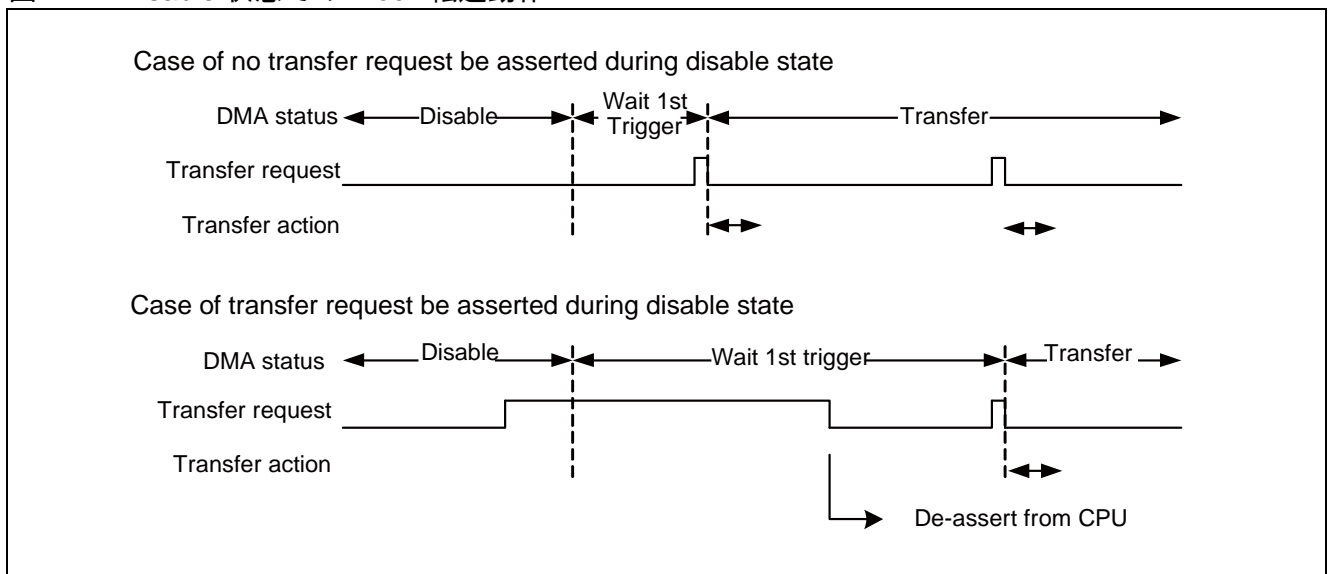 Case of no transfer request be asserted during disable state
DMA status Disable Wait 1st Trigger Transfer
Transfer request
Transfer action
Case of transfer request be asserted during disable state
DMA status Disable Wait 1st trigger Transfer
Transfer request
Transfer action
De-assert from CPU